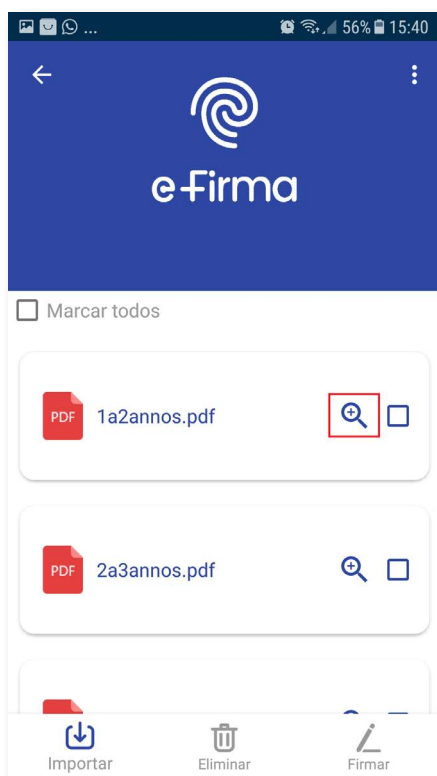 ... 56% 15:40
e-Firma
Marcar todos
PDF 1a2annos.pdf
PDF 2a3annos.pdf
Importar Eliminar Firmar